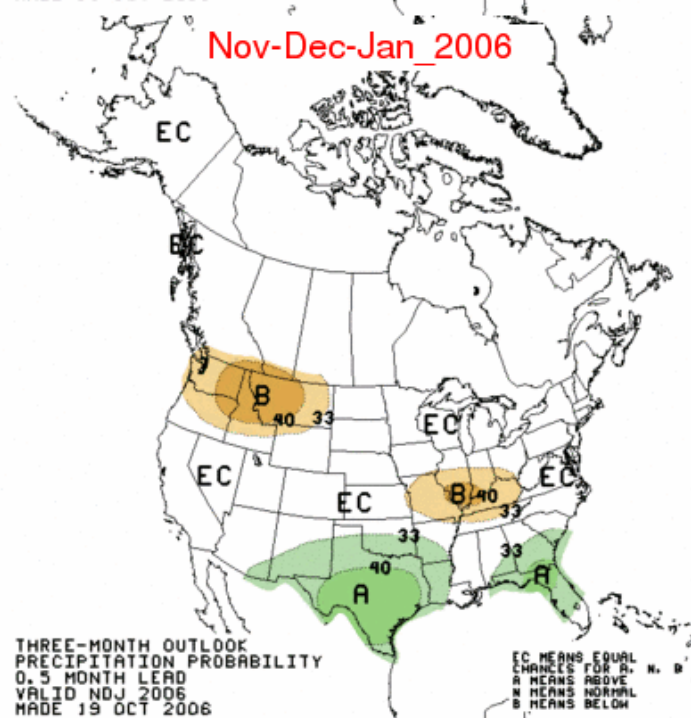 Nov-Dec-Jan_2006
EC
EC
B
40
33
EC
EC
EC
B
40
EC
33
33
33
40
A
A
THREE-MONTH OUTLOOK
PRECIPITATION PROBABILITY
0.5 MONTH LEAD
VALID NDJ 2006
MADE 19 OCT 2006
EC MEANS EQUAL
CHANCES FOR A, N, B
A MEANS ABOVE
N MEANS NORMAL
B MEANS BELOW